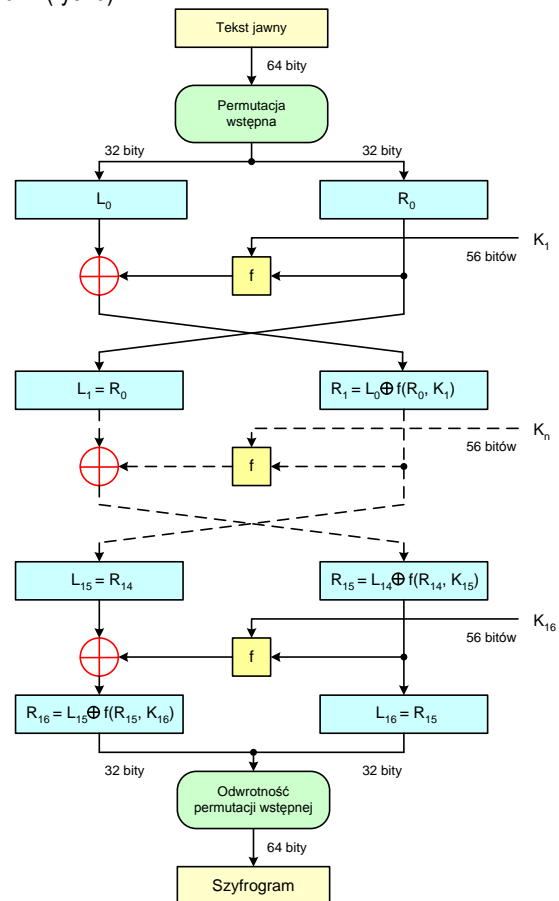 Tekst jawny
64 bity
Permutacja
wstępna
32 bity
32 bity
L₀
R₀
K₁
56 bitów
f
L₁ = R₀
R₁ = L₀⊕ f(R₀, K₁)
Kₙ
56 bitów
f
L₁₅ = R₁₄
R₁₅ = L₁₄⊕ f(R₁₄, K₁₅)
K₁₆
56 bitów
f
R₁₆ = L₁₅⊕ f(R₁₅, K₁₆)
L₁₆ = R₁₅
32 bity
32 bity
Odwrotność
permutacji wstępnej
64 bity
Szyfrogram